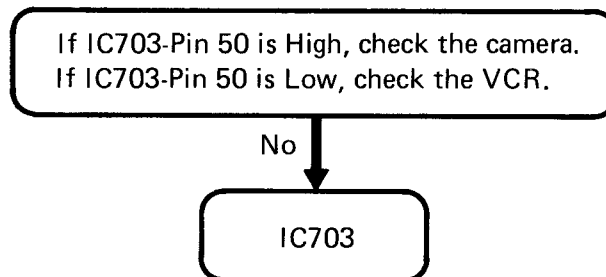 If IC703-Pin 50 is High, check the camera.
If IC703-Pin 50 is Low, check the VCR.
No
IC703